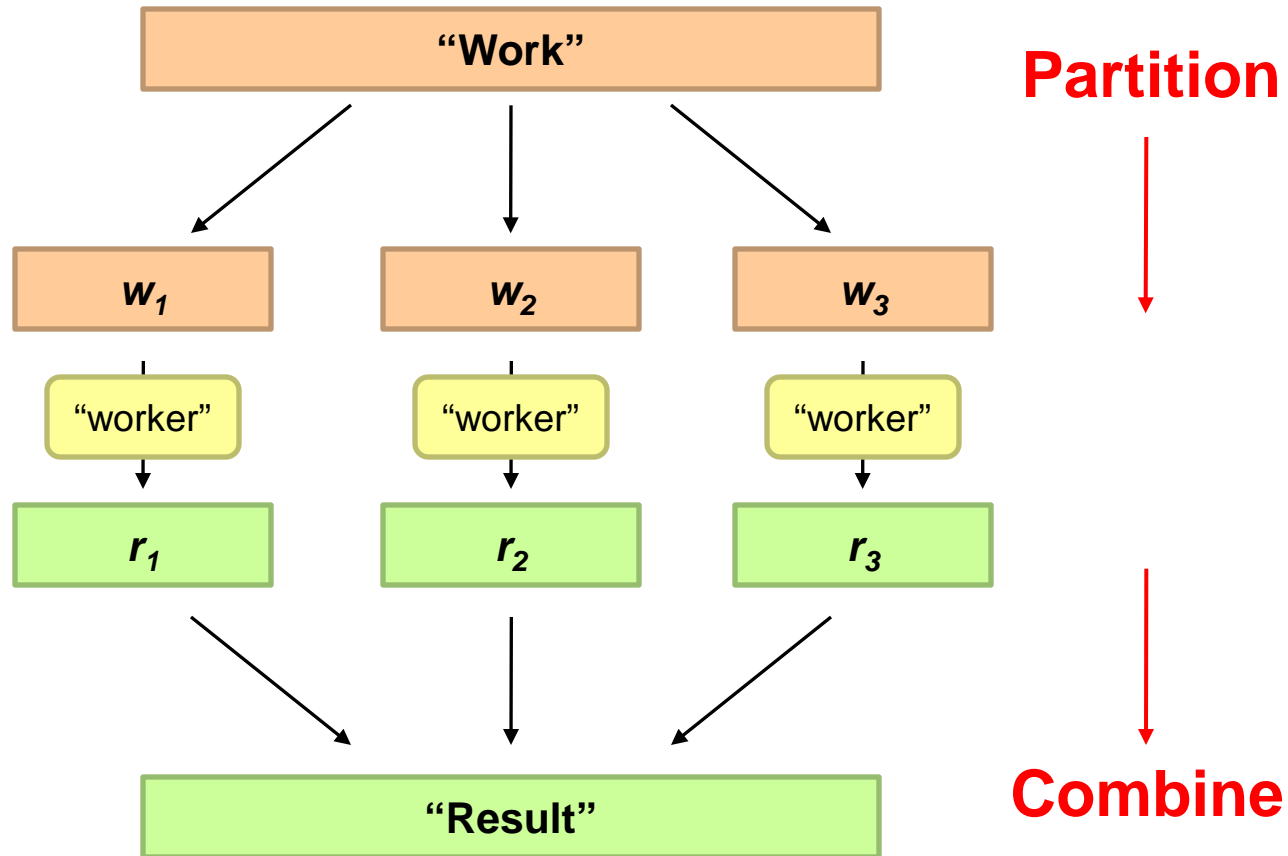 “Work”
Partition
w₁ w₂ w₃
“worker” “worker” “worker”
r₁ r₂ r₃
“Result”
Combine